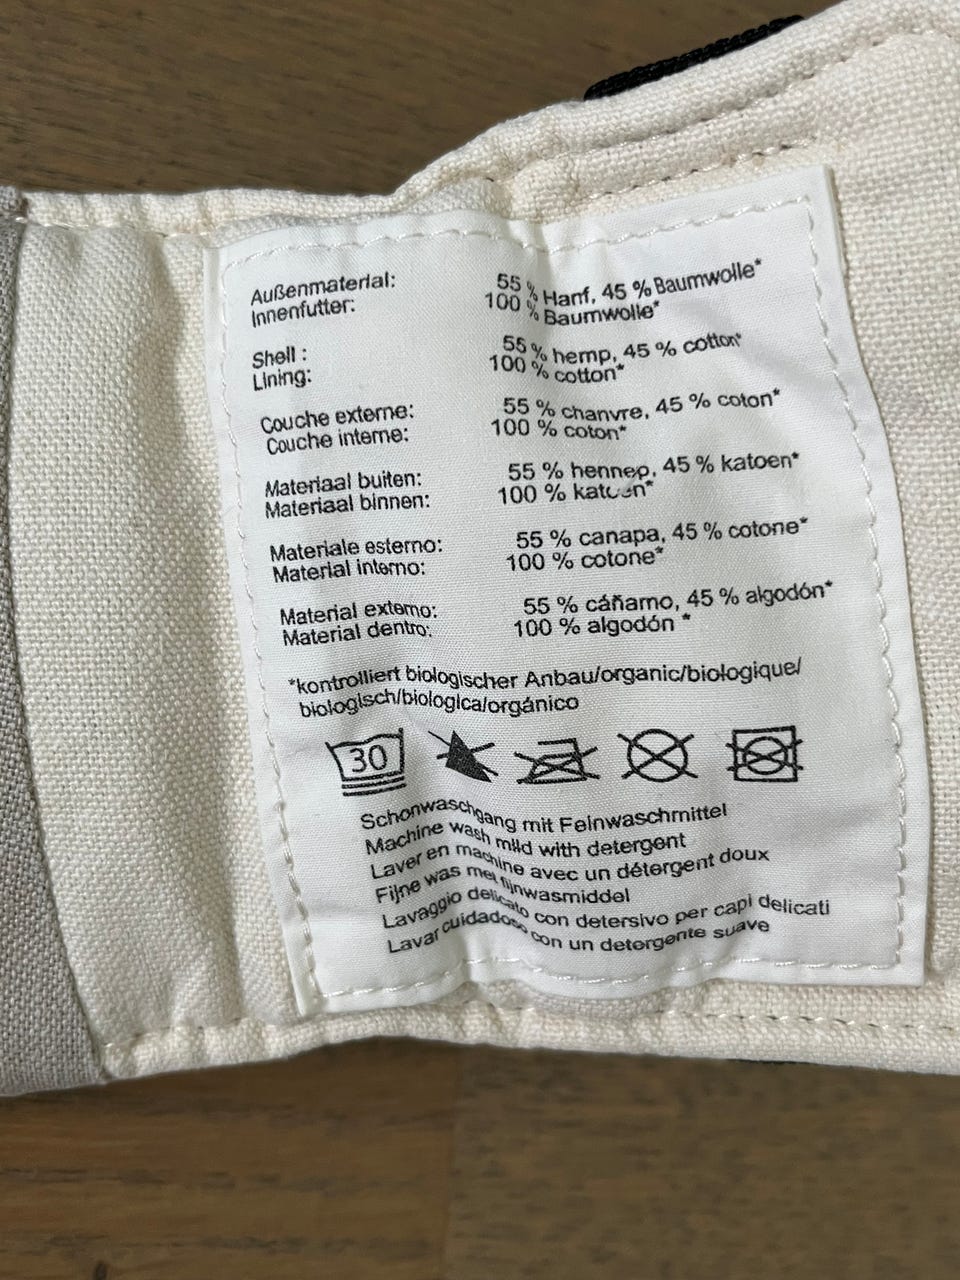 Außenmaterial: 55 % Hanf, 45 % Baumwolle*
Innenfutter: 100 % Baumwolle*
Shell : 55 % hemp, 45 % cotton*
Lining: 100 % cotton*
Couche externe: 55 % chanvre, 45 % coton*
Couche interne: 100 % coton*
Materiaal buiten: 55 % hennep, 45 % katoen*
Materiaal binnen: 100 % katoen*
Materiale esterno: 55 % canapa, 45 % cotone*
Material interno: 100 % cotone*
Material externo: 55 % cáñamo, 45 % algodón*
Material dentro: 100 % algodón *
*kontrolliert biologischer Anbau/organic/biologique/
biologisch/biologica/orgánico
30
Schonwaschgang mit Feinwaschmittel
Machine wash mild with detergent
Laver en machine avec un détergent doux
Fijne was met fijnwasmiddel
Lavaggio delicato con detersivo per capi delicati
Lavar cuidadoso con un detergente suave